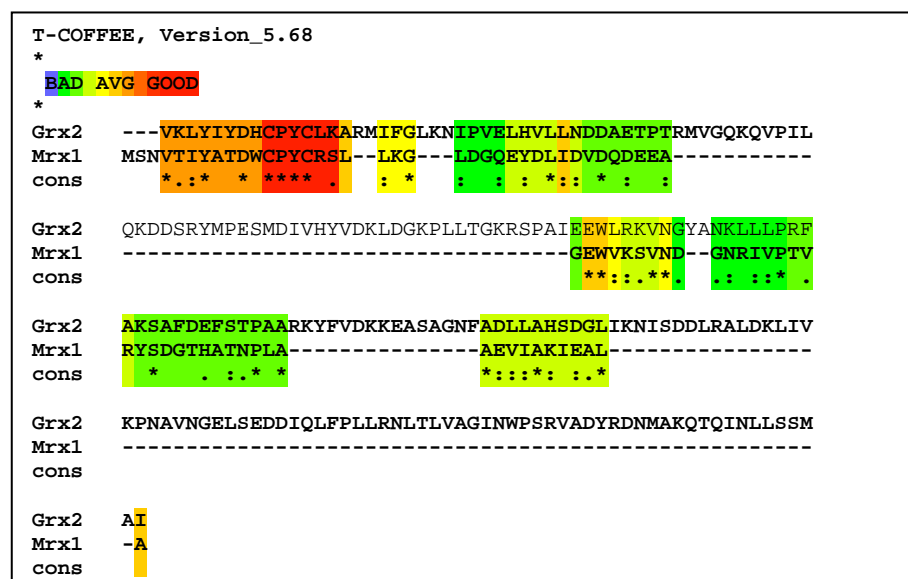 T-COFFEE, Version_5.68
*
BAD AVG GOOD
*
Grx2 ---VKLYIYDHCPYCLKARMIFGLKNIPVELHVLLNDDAETPTRMVGQKQVPIL
Mrx1 MSNVTIYATDWCPYCRSL--LKG---LDGQEYDLIDVDQDEEA-----------
cons *.:* * **** . : * : : : *::* : :
Grx2 QKDDSRYMPESMDIVHYVDKLDGKPLLTGKRSPAIEEWLRKVNGYANKLLLPRF
Mrx1 -----------------------------------GEWVKSVND--GNRIVPTV
cons **::.**. .: ::* .
Grx2 AKSAFDEFSTPAARKYFVDKKEASAGNFADLLAHSDGLIKNISDDLRALDKLIV
Mrx1 RYSDGTHATNPLA---------------AEVIAKIEAL----------------
cons * . :.* * *:::* : :.*
Grx2 KPNAVNGELSEDDIQLFPLLRNLTLVAGINWPSRVADYRDNMAKQTQINLLSSM
Mrx1 ------------------------------------------------------
cons
Grx2 AI
Mrx1 -A
cons